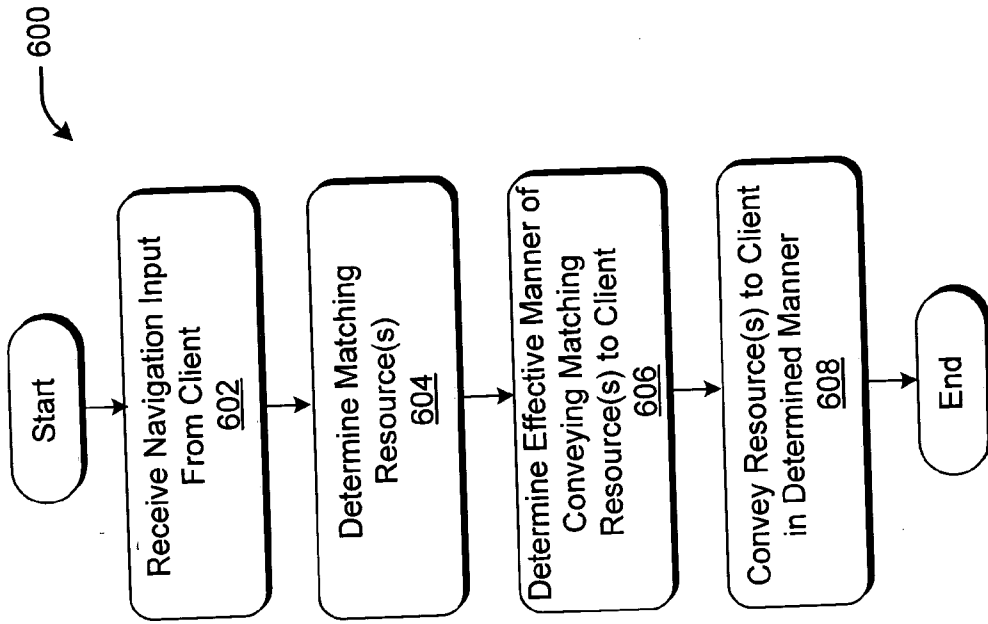 600
Start
Receive Navigation Input
From Client
602
Determine Matching
Resource(s)
604
Determine Effective Manner of
Conveying Matching
Resource(s) to Client
606
Convey Resource(s) to Client
in Determined Manner
608
End